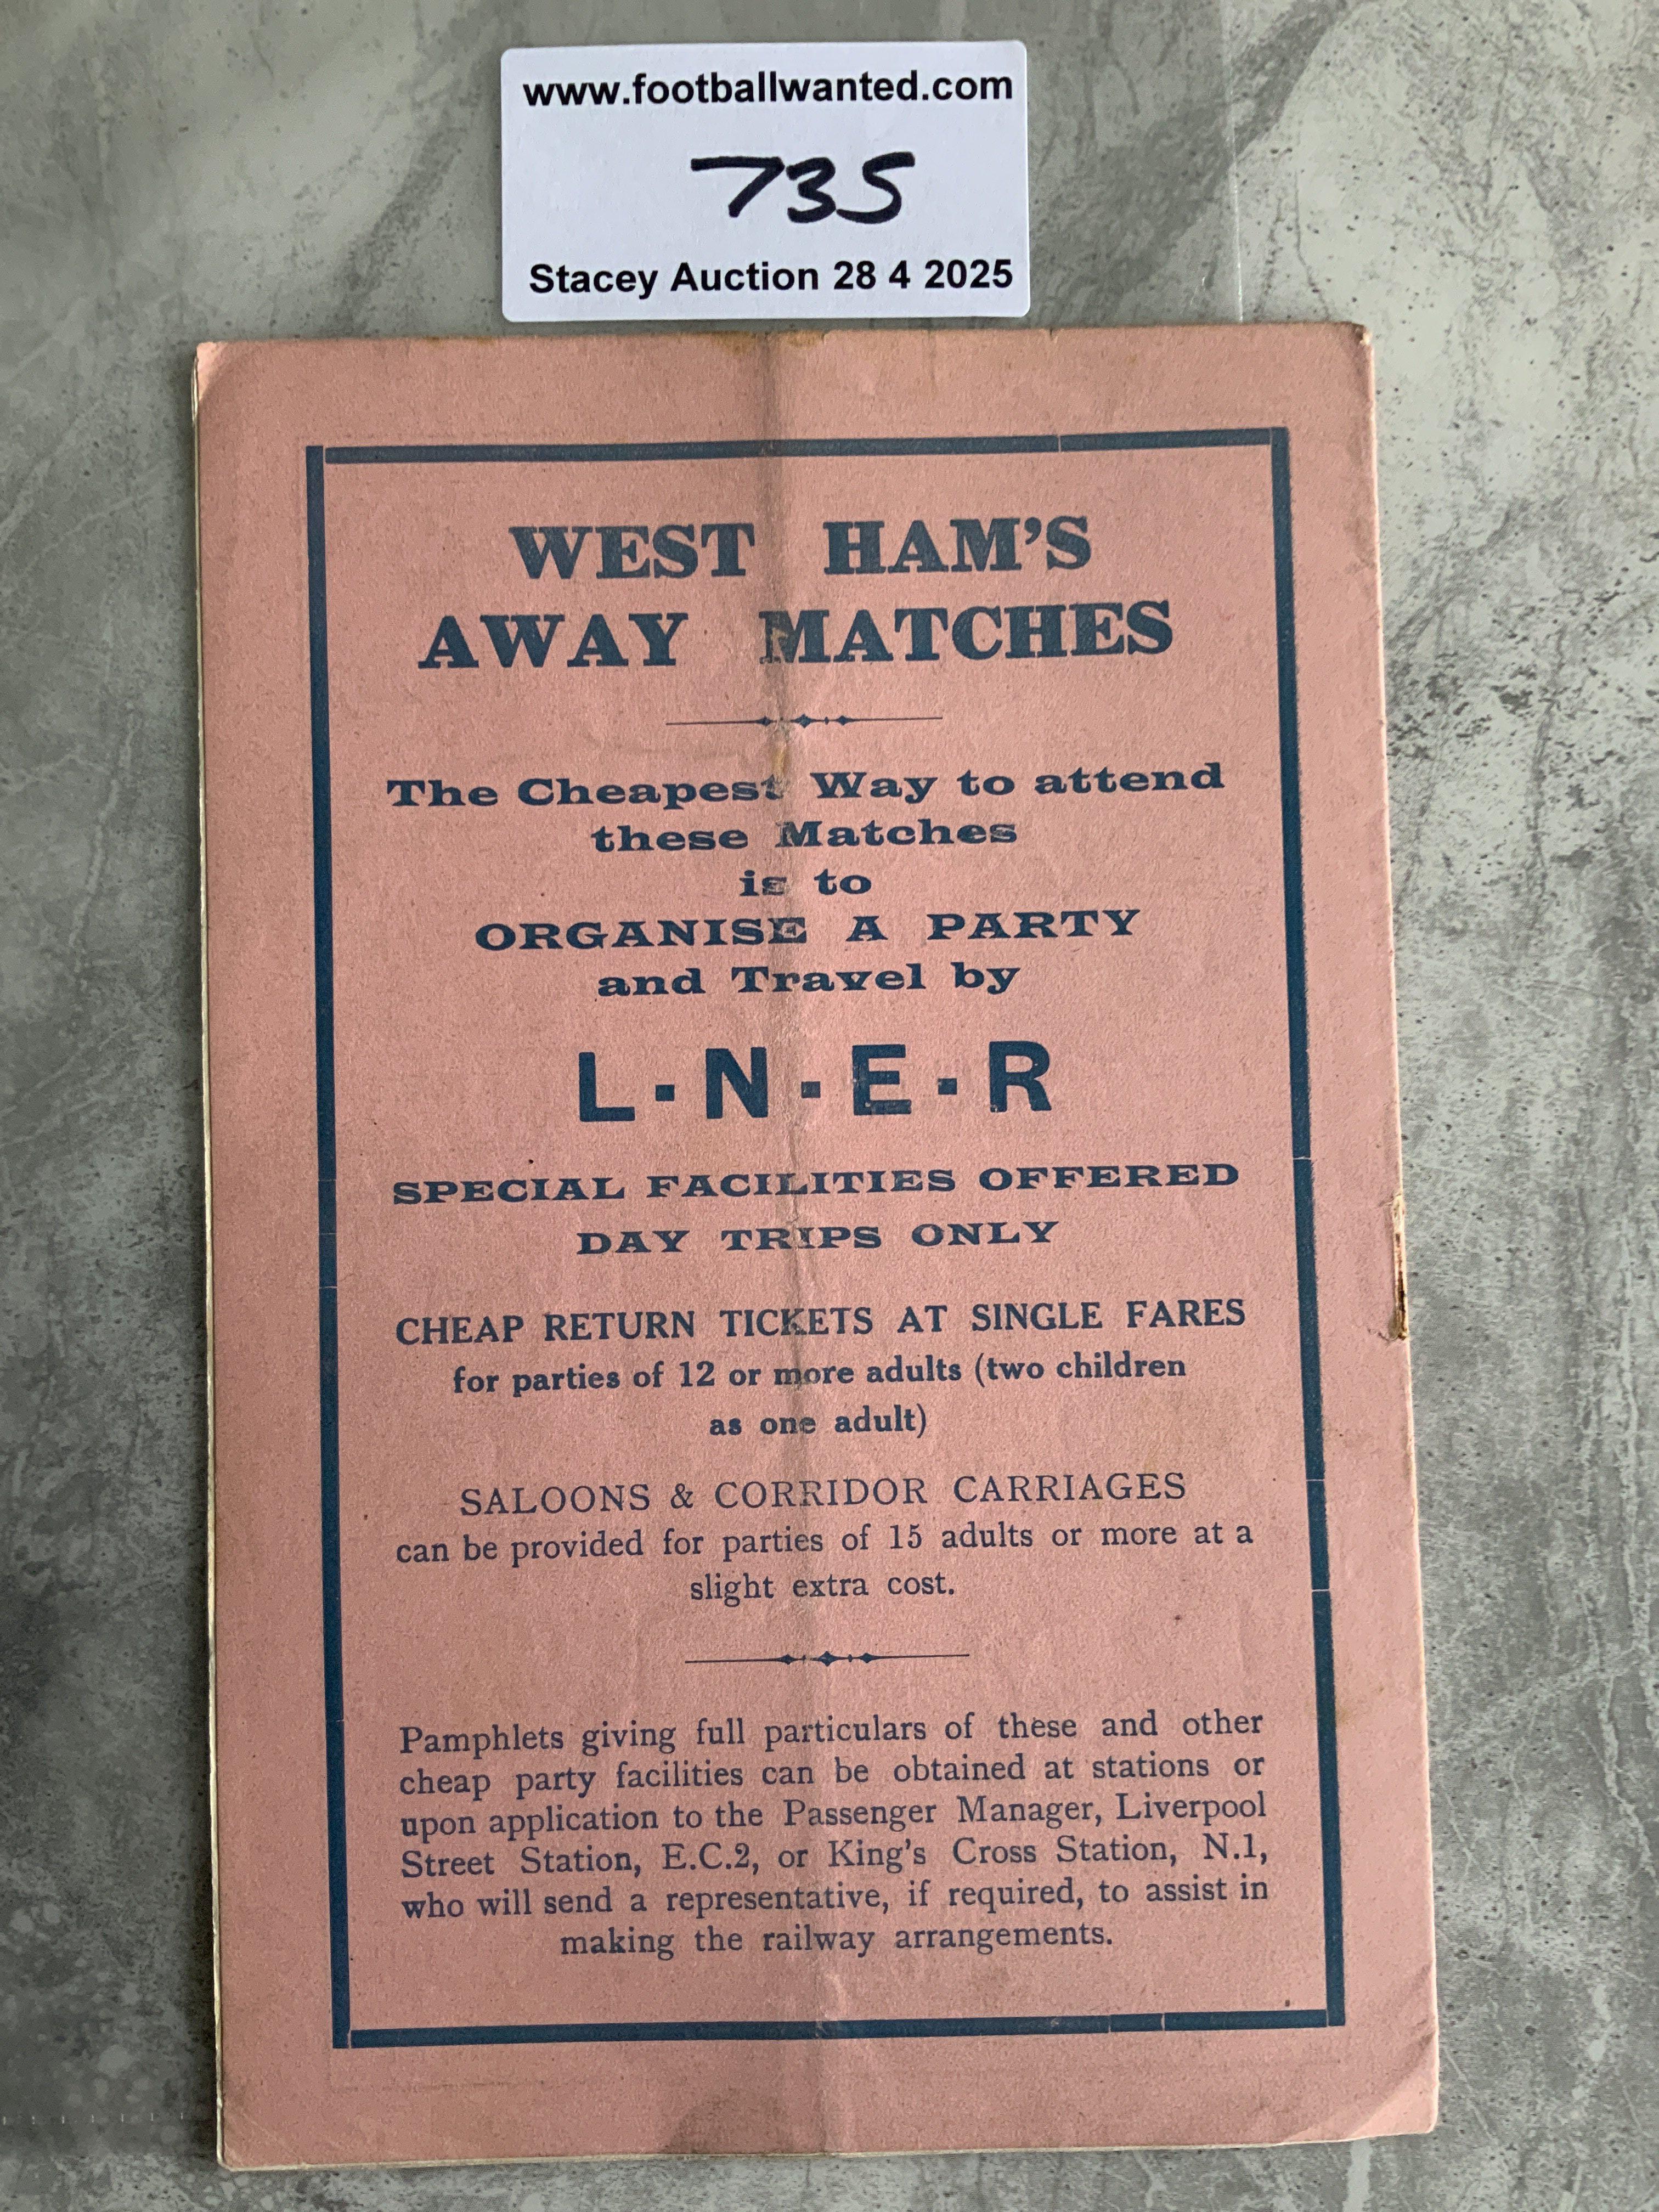 www.footballwanted.com
735
Stacey Auction 28 4 2025
WEST HAM'S
AWAY MATCHES
The Cheapest Way to attend
these Matches
is to
ORGANISE A PARTY
and Travel by
L·N·E·R
SPECIAL FACILITIES OFFERED
DAY TRIPS ONLY
CHEAP RETURN TICKETS AT SINGLE FARES
for parties of 12 or more adults (two children
as one adult)
SALOONS & CORRIDOR CARRIAGES
can be provided for parties of 15 adults or more at a
slight extra cost.
Pamphlets giving full particulars of these and other
cheap party facilities can be obtained at stations or
upon application to the Passenger Manager, Liverpool
Street Station, E.C.2, or King's Cross Station, N.1,
who will send a representative, if required, to assist in
making the railway arrangements.